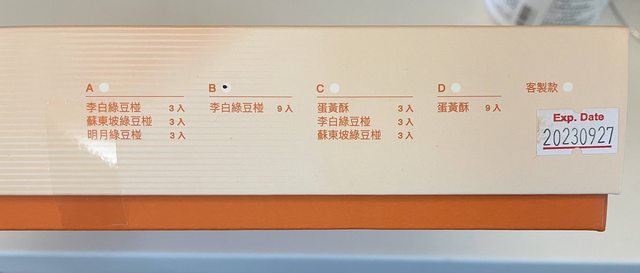 A
李白綠豆椪 3入
蘇東坡綠豆椪 3入
明月綠豆椪 3入
B
李白綠豆椪 9入
C
蛋黃酥 3入
李白綠豆椪 3入
蘇東坡綠豆椪 3入
D
蛋黃酥 9入
客製款
Exp. Date
20230927